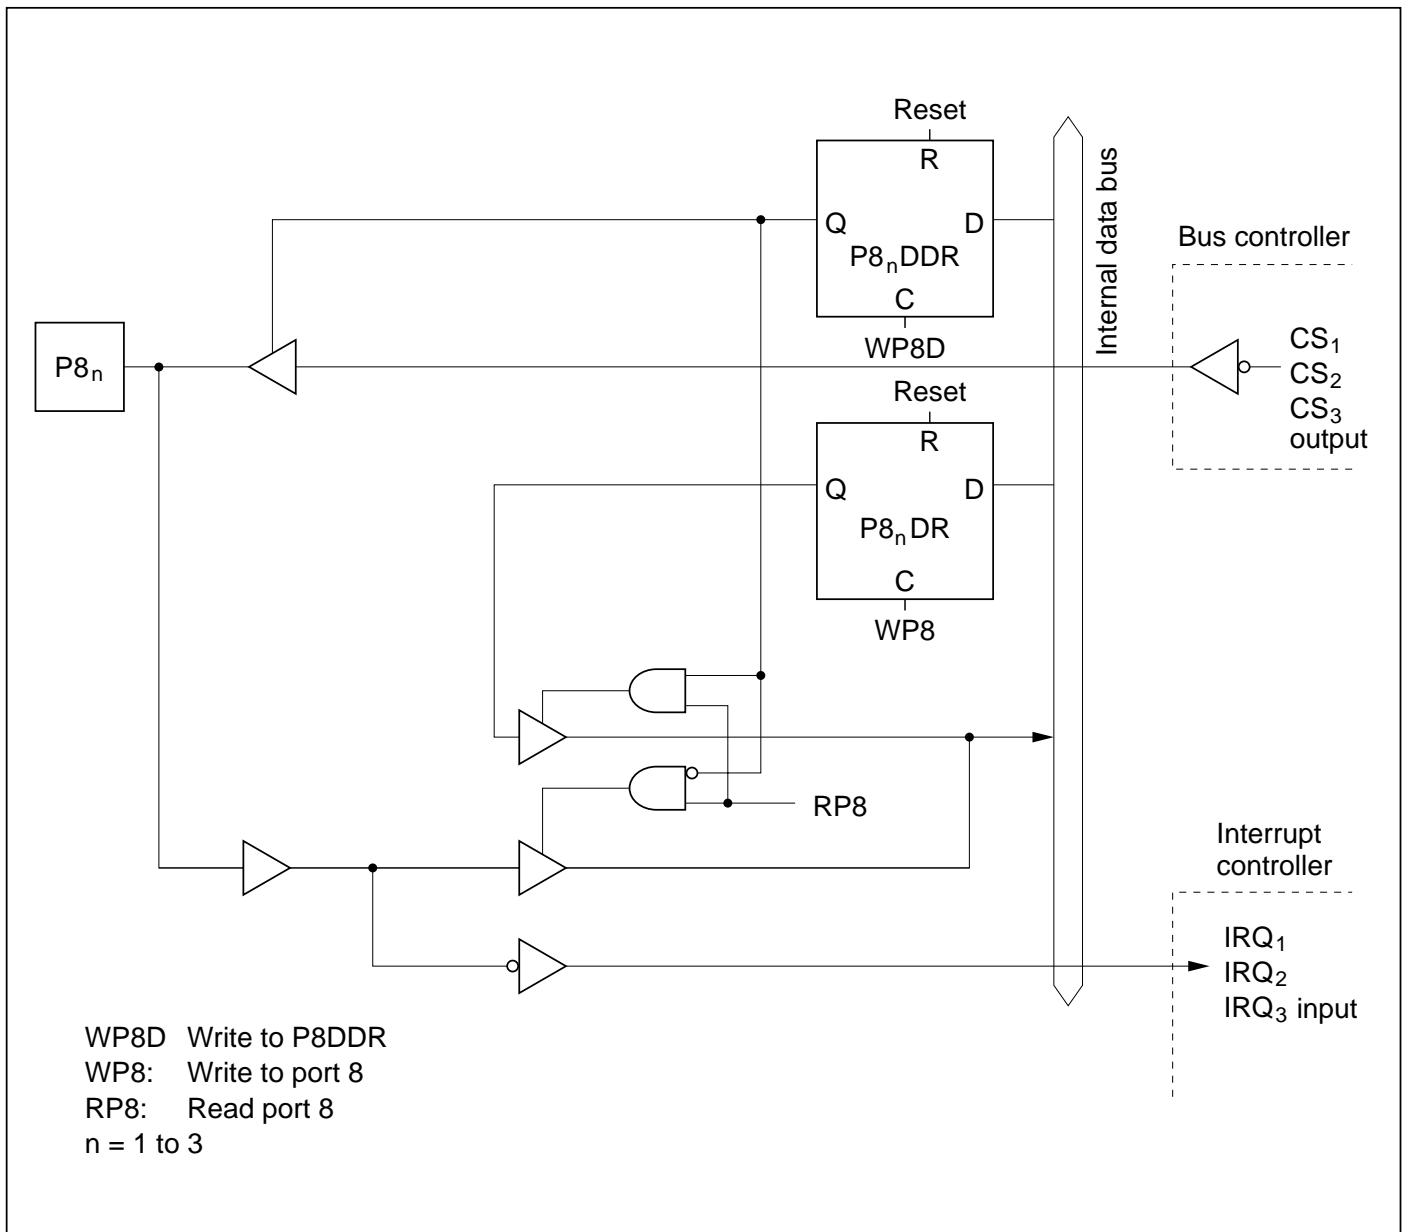 Reset
R
Q
D
P8nDDR
C
WP8D
Internal data bus
Bus controller
CS1
CS2
CS3
output
P8n
Reset
R
Q
D
P8nDR
C
WP8
RP8
Interrupt
controller
IRQ1
IRQ2
IRQ3 input
WP8D Write to P8DDR
WP8: Write to port 8
RP8: Read port 8
n = 1 to 3